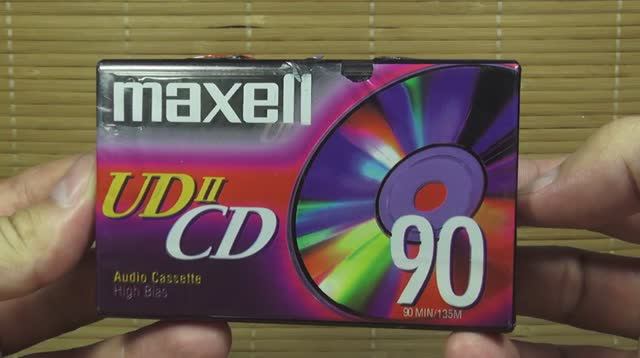 maxell
UDII
CD
90
Audio Cassette
High Bias
90 MIN/135M